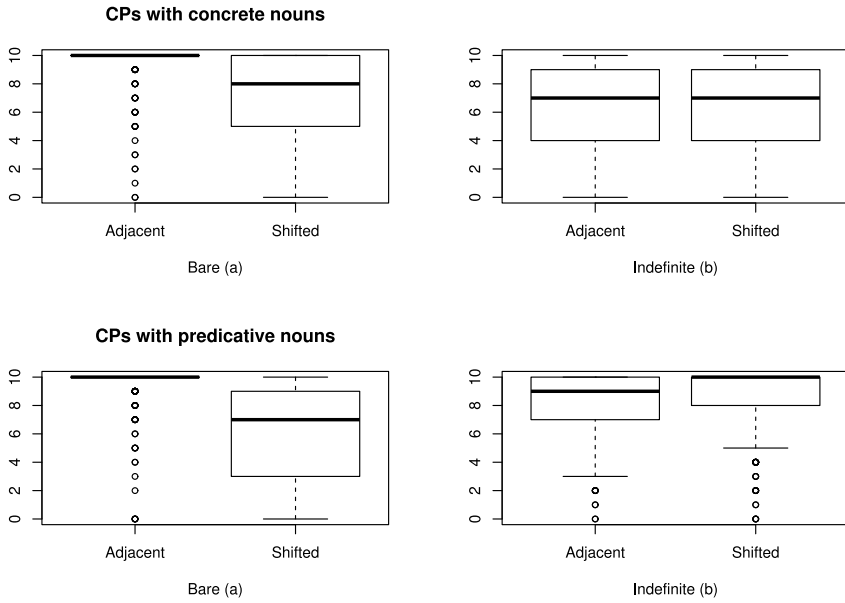 CPs with concrete nouns
10
8
6
4
2
0
Adjacent Shifted
Bare (a)
10
8
6
4
2
0
Adjacent Shifted
Indefinite (b)
CPs with predicative nouns
10
8
6
4
2
0
Adjacent Shifted
Bare (a)
10
8
6
4
2
0
Adjacent Shifted
Indefinite (b)